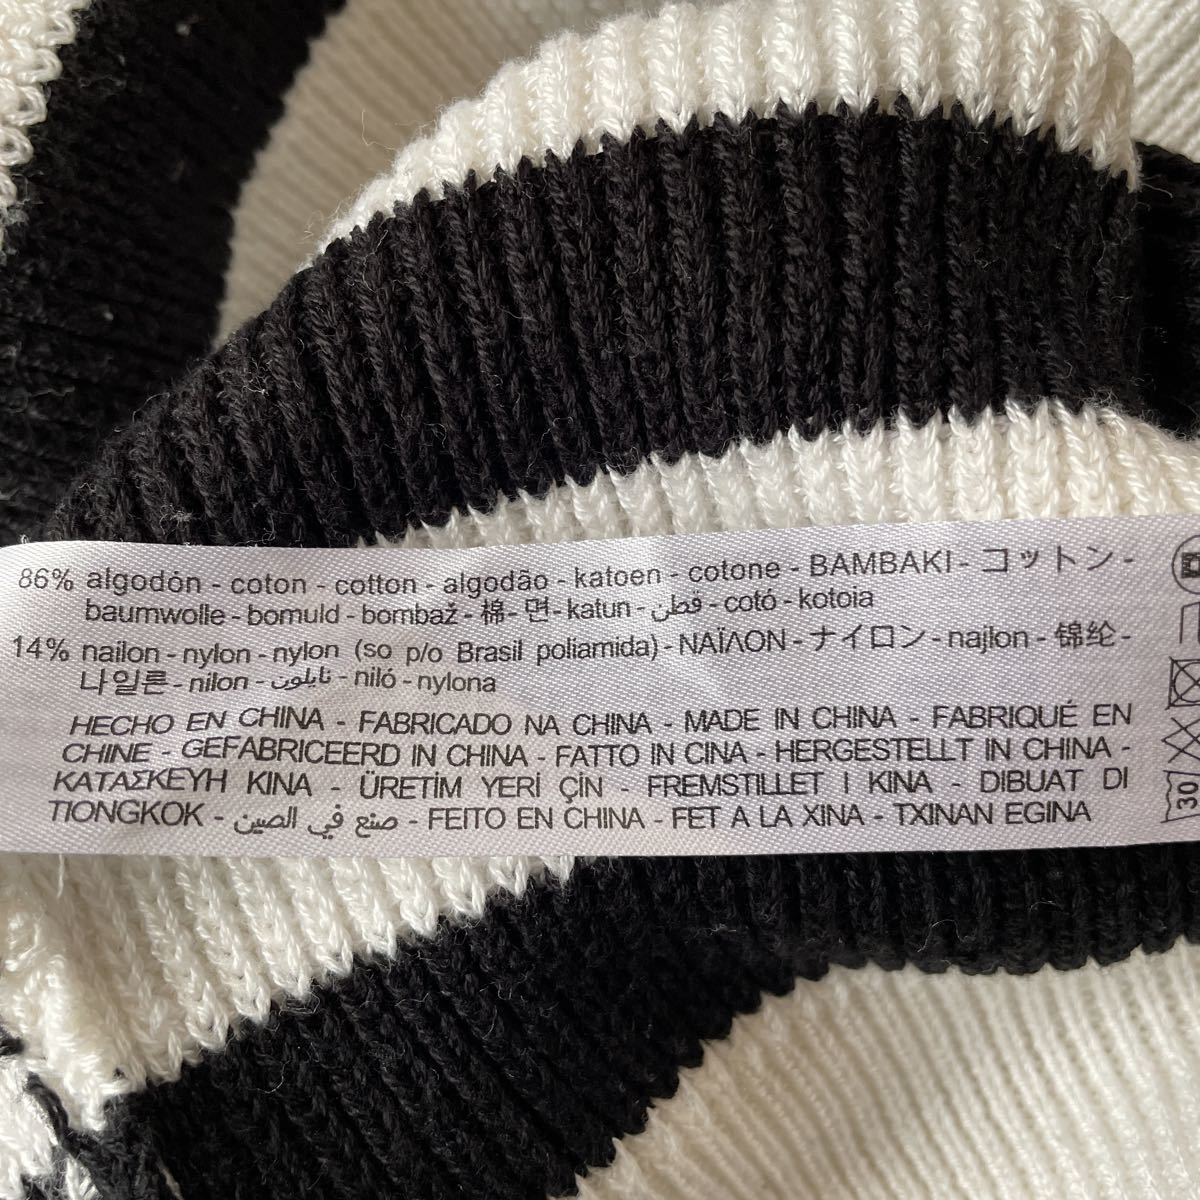 86% algodón - coton - cotton - algodão - katoen - cotone - BAMBAKI - コットン -
baumwolle - bomuld - bombaž - 棉 - 면 - katun - قطن - cotó - kotoia
14% nailon - nylon - nylon (so p/o Brasil poliamida) - ΝΑΪΛΟΝ - ナイロン - najlon - 锦纶 -
나일론 - nilon - نايلون - niló - nylona
HECHO EN CHINA - FABRICADO NA CHINA - MADE IN CHINA - FABRIQUÉ EN
CHINE - GEFABRICEERD IN CHINA - FATTO IN CINA - HERGESTELLT IN CHINA -
ΚΑΤΑΣΚΕΥΗ ΚΙΝΑ - ÜRETİM YERİ ÇİN - FREMSTILLET I KINA - DIBUAT DI
TIONGKOK - صنع في الصين - FEITO EN CHINA - FET A LA XINA - TXINAN EGINA
30